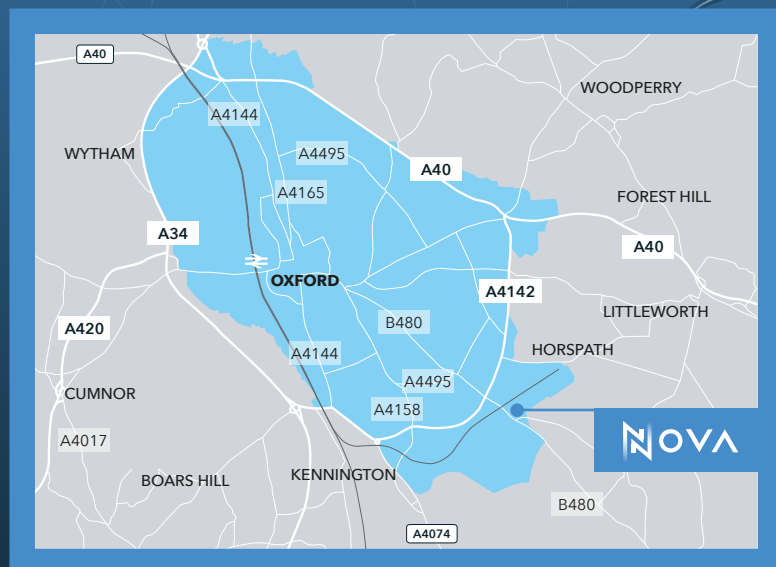 A40
WOODPERRY
A4144
WYTHAM
A4495
A40
A4165
FOREST HILL
A34
A40
OXFORD
A4142
LITTLEWORTH
A420
B480
HORSPATH
A4144
A4495
CUMNOR
A4158
NOVA
A4017
KENNINGTON
BOARS HILL
B480
A4074